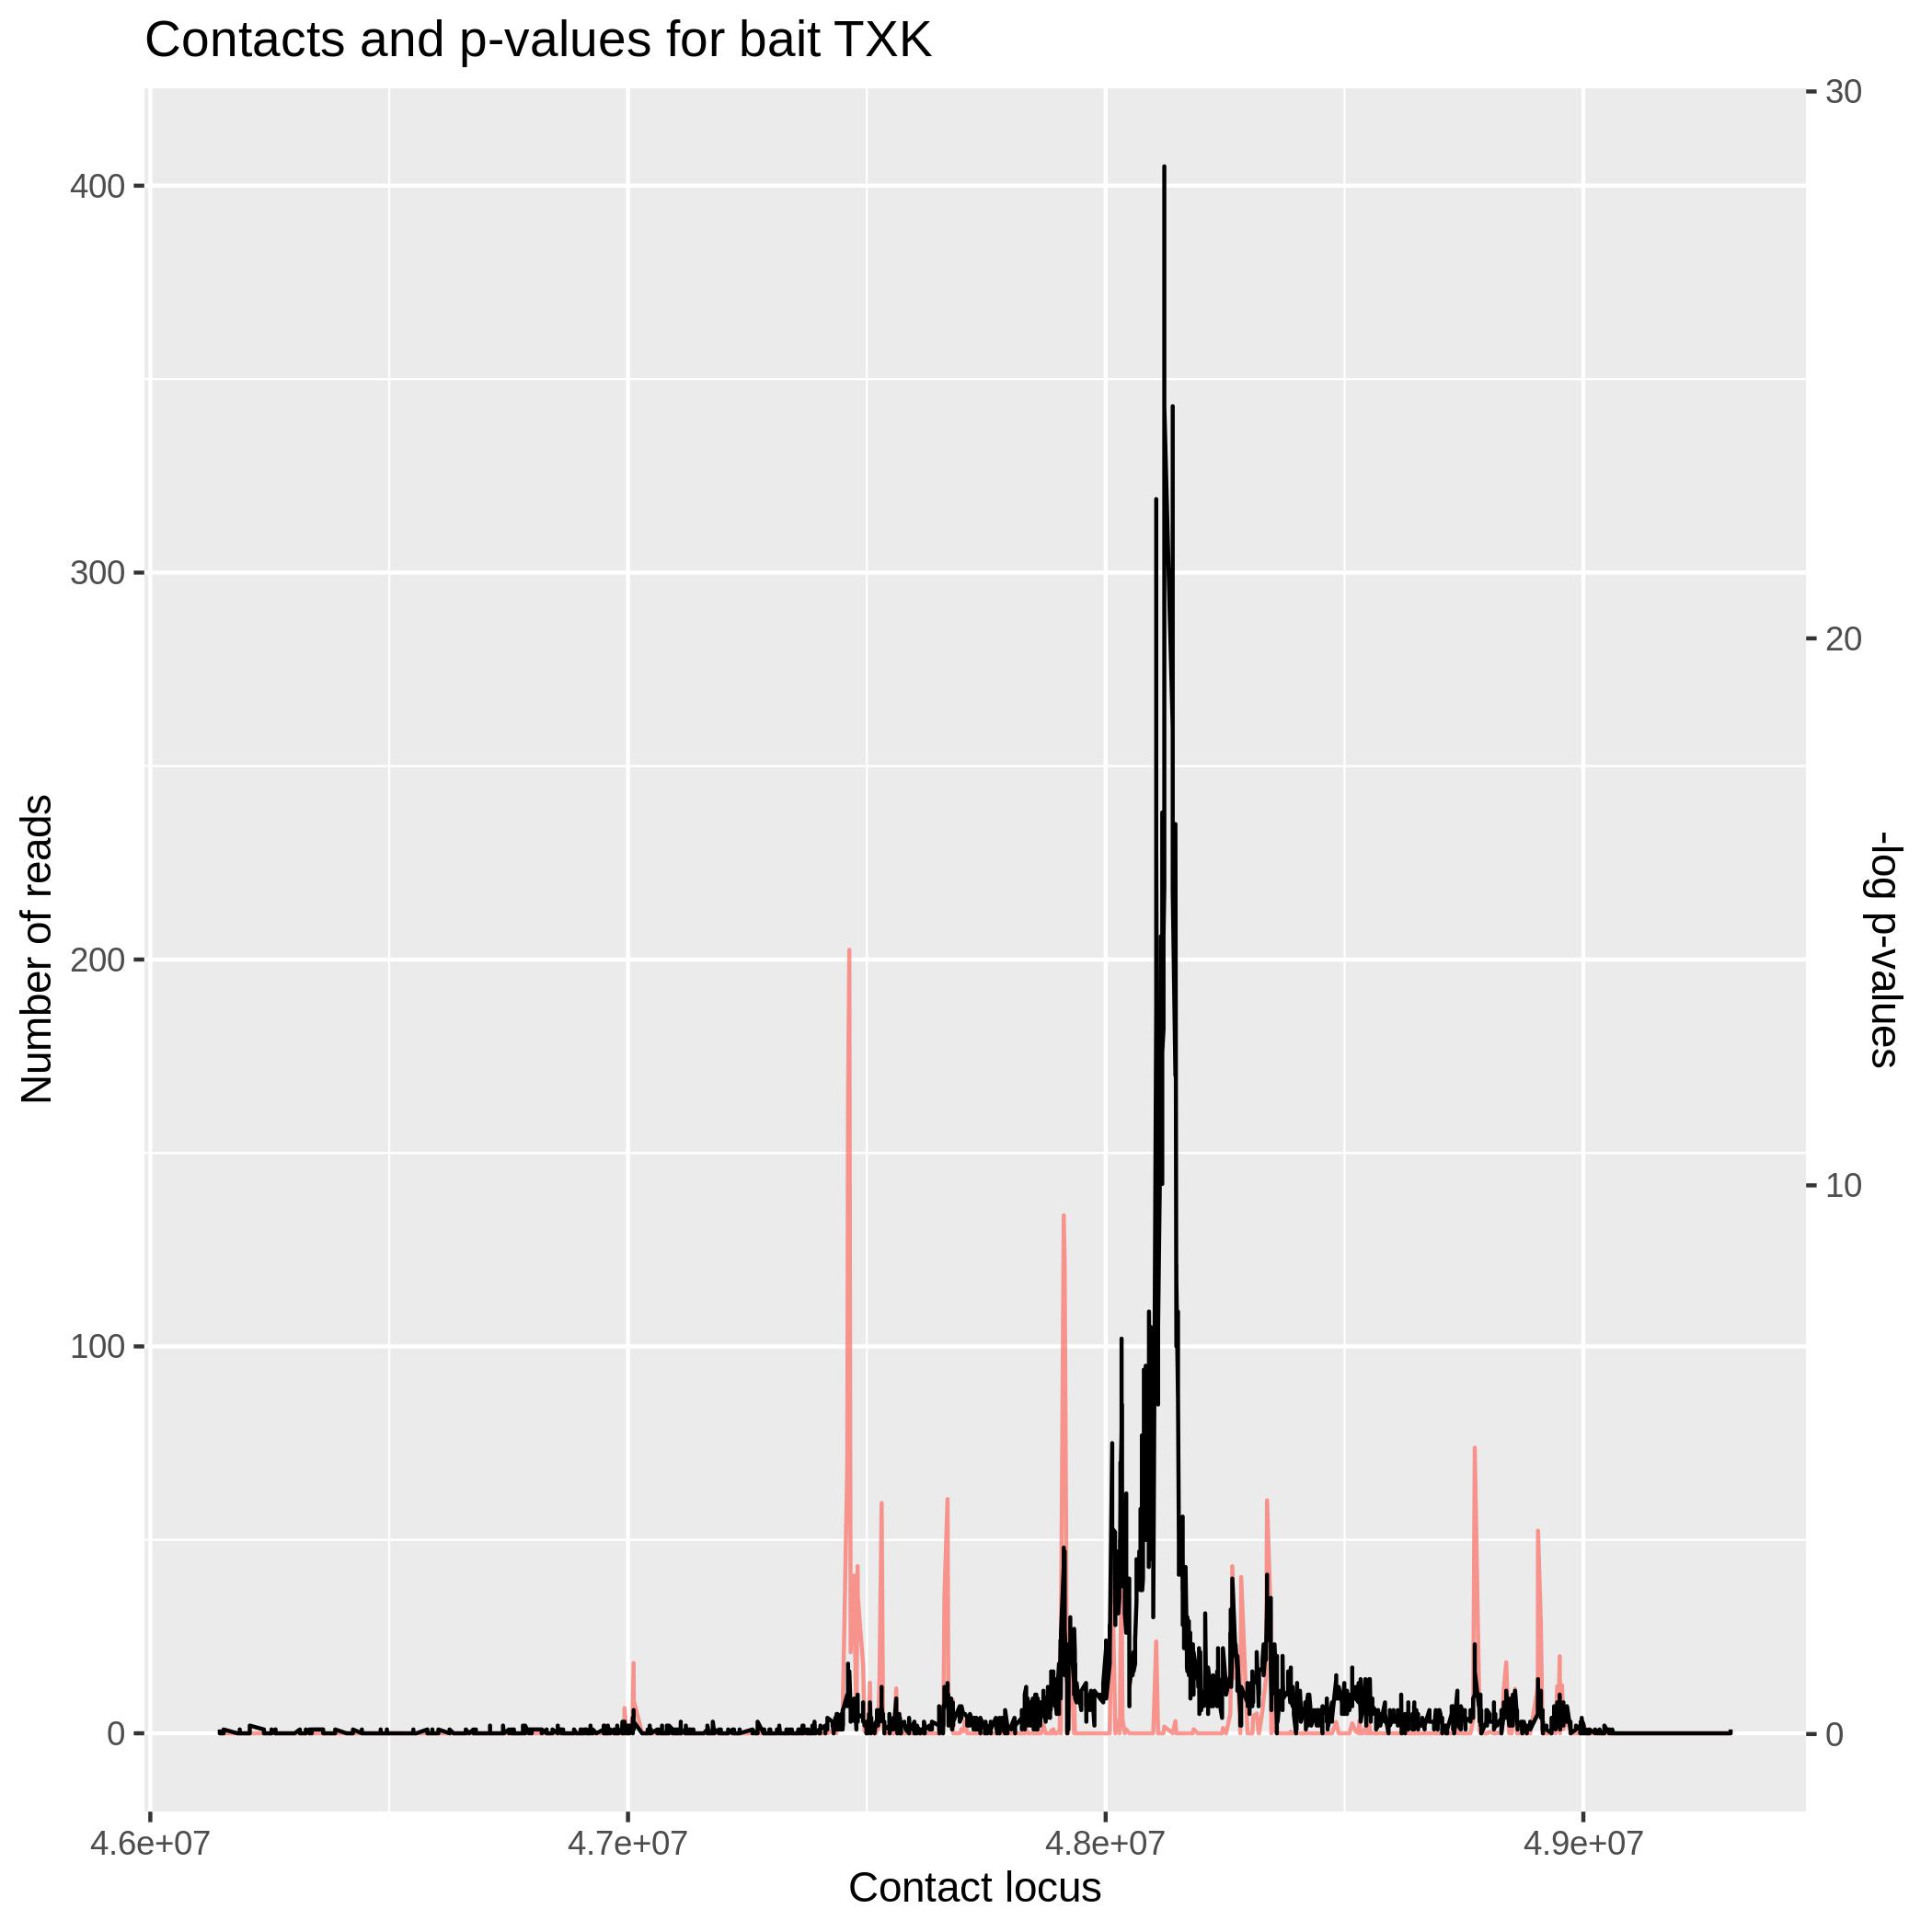 Contacts and p-values for bait TXK
30
400
300
20
Number of reads
-log p-values
200
10
100
0
0
4.6e+07
4.7e+07
4.8e+07
4.9e+07
Contact locus